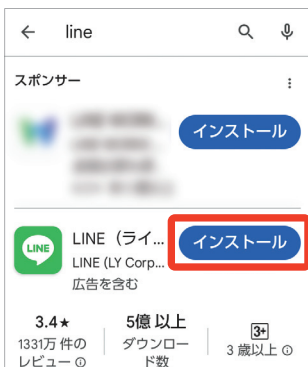 line
スポンサー
インストール
LINE
LINE（ライ...
インストール
LINE (LY Corp...
広告を含む
3.4★
1331万 件の
レビュー
5億 以上
ダウンロー
ド数
3+
3 歳以上